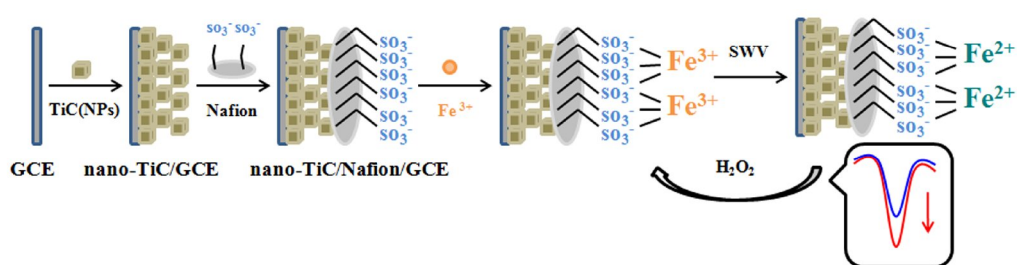 so₃⁻ so₃⁻
TiC(NPs)
Nafion
Fe³⁺
SWV
GCE
nano-TiC/GCE
nano-TiC/Nafion/GCE
SO₃⁻
SO₃⁻
SO₃⁻
SO₃⁻
SO₃⁻
SO₃⁻
SO₃⁻
SO₃⁻
SO₃⁻
SO₃⁻
SO₃⁻
SO₃⁻
Fe³⁺
Fe³⁺
SO₃⁻
SO₃⁻
SO₃⁻
SO₃⁻
SO₃⁻
SO₃⁻
Fe²⁺
Fe²⁺
H₂O₂